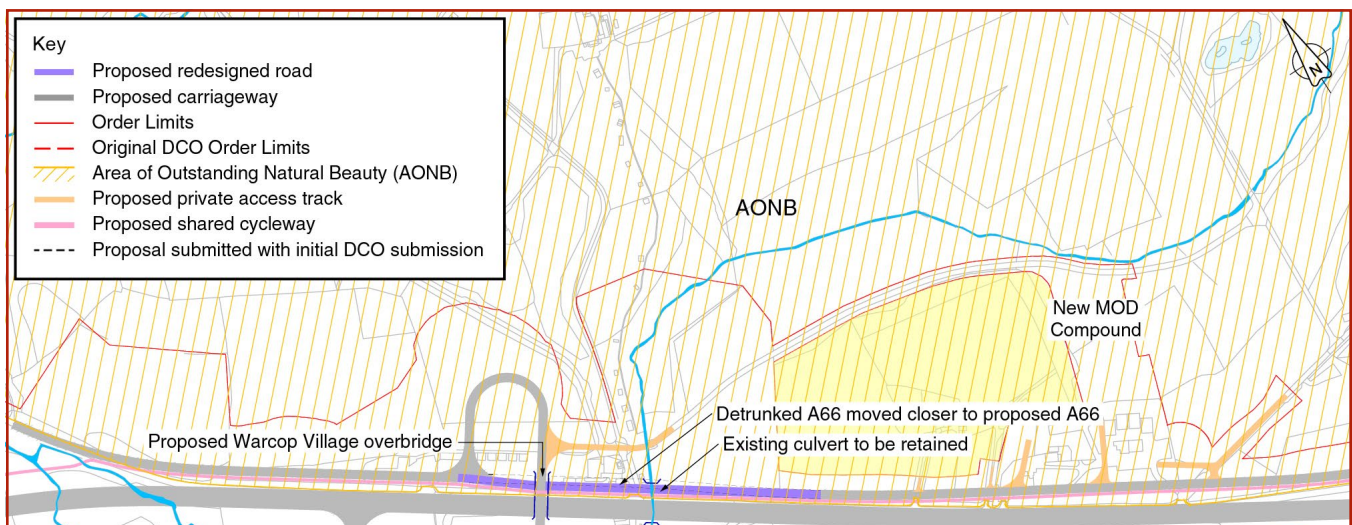 Key
Proposed redesigned road
Proposed carriageway
Order Limits
Original DCO Order Limits
Area of Outstanding Natural Beauty (AONB)
Proposed private access track
Proposed shared cycleway
Proposal submitted with initial DCO submission
N
AONB
New MOD
Compound
Detrunked A66 moved closer to proposed A66
Proposed Warcop Village overbridge
Existing culvert to be retained